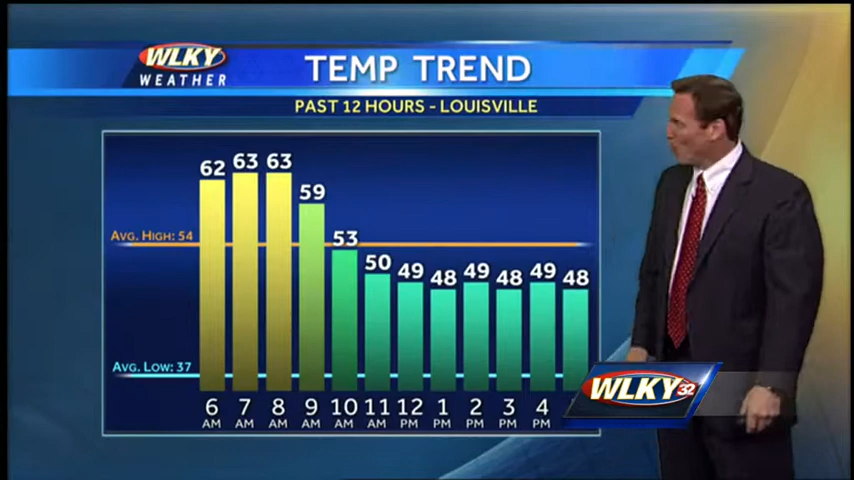 WLKY
WEATHER
TEMP TREND
PAST 12 HOURS - LOUISVILLE
62 63 63 59 53 50 49 48 49 48 49 48
AVG. HIGH: 54
AVG. LOW: 37
6 7 8 9 10 11 12 1 2 3 4
AM AM AM AM AM AM PM PM PM PM PM
WLKY 32